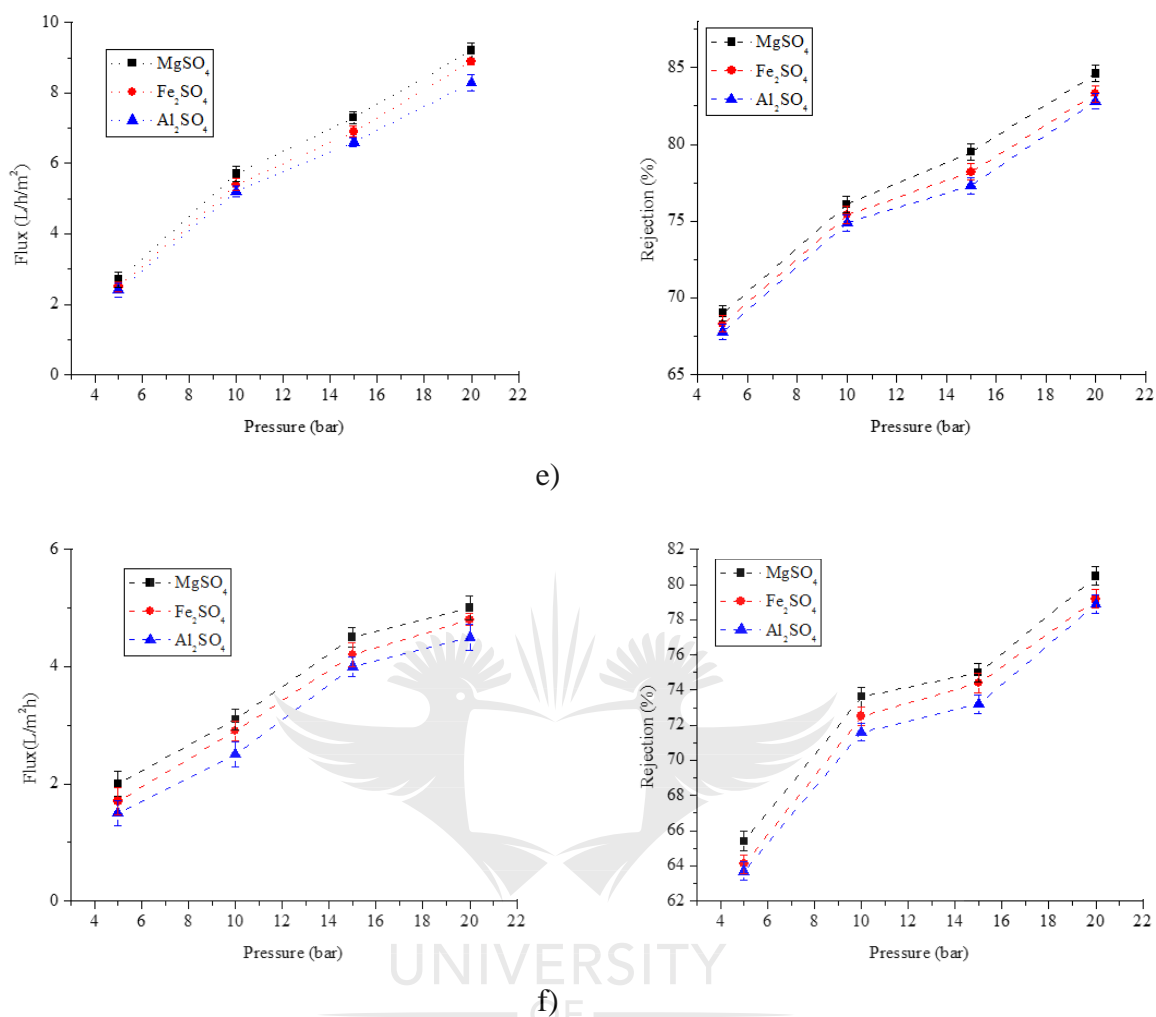 10
8
6
4
2
0
Flux (L/h/m²)
MgSO₄
Fe₂SO₄
Al₂SO₄
4 6 8 10 12 14 16 18 20 22
Pressure (bar)
85
80
75
70
65
Rejection (%)
MgSO₄
Fe₂SO₄
Al₂SO₄
4 6 8 10 12 14 16 18 20 22
Pressure (bar)
e)
6
4
2
0
Flux(L/m²h)
MgSO₄
Fe₂SO₄
Al₂SO₄
4 6 8 10 12 14 16 18 20 22
Pressure (bar)
82
80
78
76
74
72
70
68
66
64
62
Rejection (%)
MgSO₄
Fe₂SO₄
Al₂SO₄
4 6 8 10 12 14 16 18 20 22
Pressure (bar)
UNIVERSITY
f)
OF